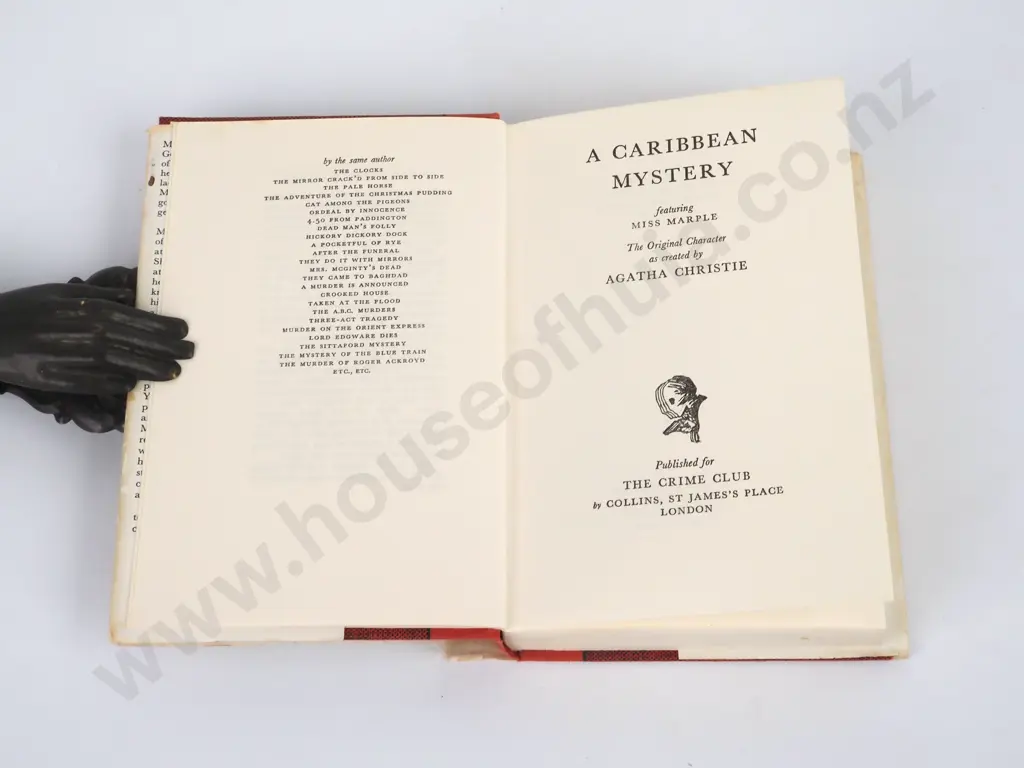 by the same author
THE CLOCKS
THE MIRROR CRACK'D FROM SIDE TO SIDE
THE PALE HORSE
THE ADVENTURE OF THE CHRISTMAS PUDDING
CAT AMONG THE PIGEONS
ORDEAL BY INNOCENCE
4·50 FROM PADDINGTON
DEAD MAN'S FOLLY
HICKORY DICKORY DOCK
A POCKETFUL OF RYE
AFTER THE FUNERAL
THEY DO IT WITH MIRRORS
MRS. MCGINTY'S DEAD
THEY CAME TO BAGHDAD
A MURDER IS ANNOUNCED
CROOKED HOUSE
TAKEN AT THE FLOOD
THE A.B.C. MURDERS
THREE-ACT TRAGEDY
MURDER ON THE ORIENT EXPRESS
LORD EDGWARE DIES
THE SITTAFORD MYSTERY
THE MYSTERY OF THE BLUE TRAIN
THE MURDER OF ROGER ACKROYD
ETC., ETC.
A CARIBBEAN
MYSTERY
featuring
MISS MARPLE
The Original Character
as created by
AGATHA CHRISTIE
Published for
THE CRIME CLUB
by COLLINS, ST JAMES'S PLACE
LONDON
www.houseofhuia.co.nz